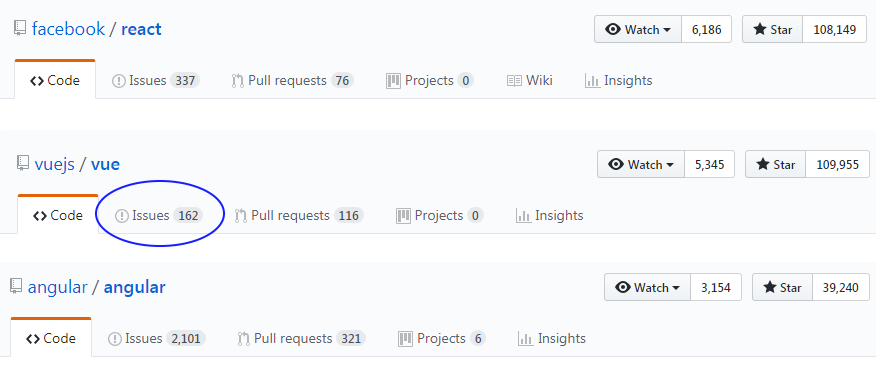 facebook / react Watch 6,186 Star 108,149
Code Issues 337 Pull requests 76 Projects 0 Wiki Insights
vuejs / vue Watch 5,345 Star 109,955
Code Issues 162 Pull requests 116 Projects 0 Insights
angular / angular Watch 3,154 Star 39,240
Code Issues 2,101 Pull requests 321 Projects 6 Insights